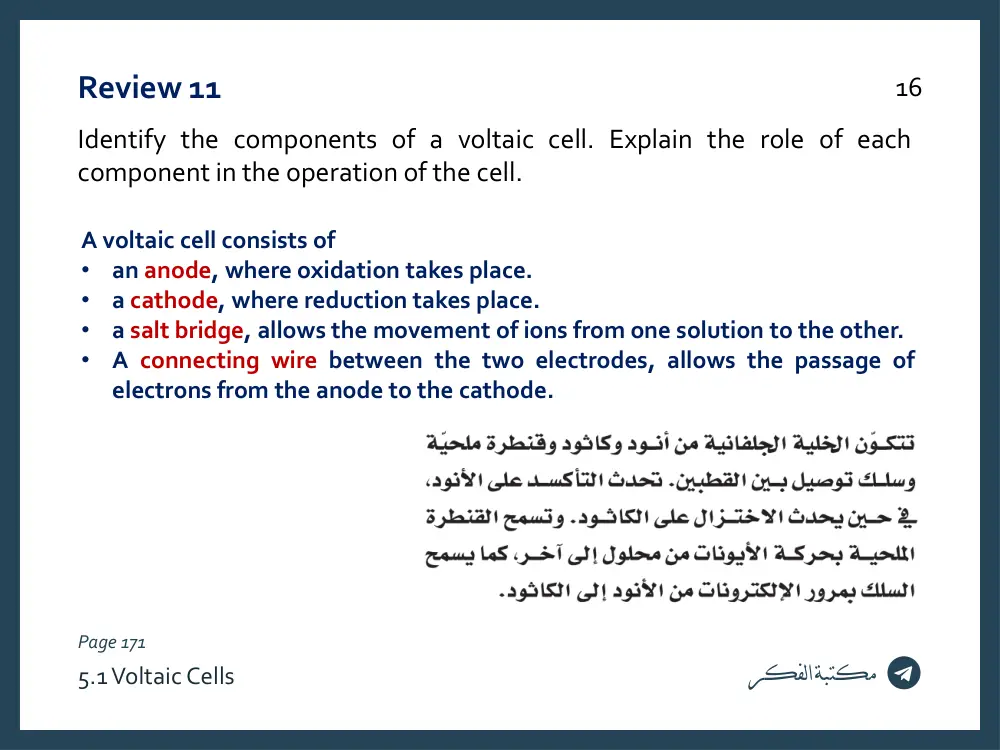 Review 11
16
Identify the components of a voltaic cell. Explain the role of each
component in the operation of the cell.
A voltaic cell consists of
• an anode, where oxidation takes place.
• a cathode, where reduction takes place.
• a salt bridge, allows the movement of ions from one solution to the other.
• A connecting wire between the two electrodes, allows the passage of
electrons from the anode to the cathode.
تتكوّن الخلية الجلفانية من أنود وكاثود وقنطرة ملحيّة
وسلك توصيل بين القطبين. تحدث التأكسد على الأنود،
في حين يحدث الاختزال على الكاثود. وتسمح القنطرة
الملحية بحركة الأيونات من محلول إلى آخر، كما يسمح
السلك بمرور الإلكترونات من الأنود إلى الكاثود.
Page 171
5.1 Voltaic Cells
مكتبة الفكر